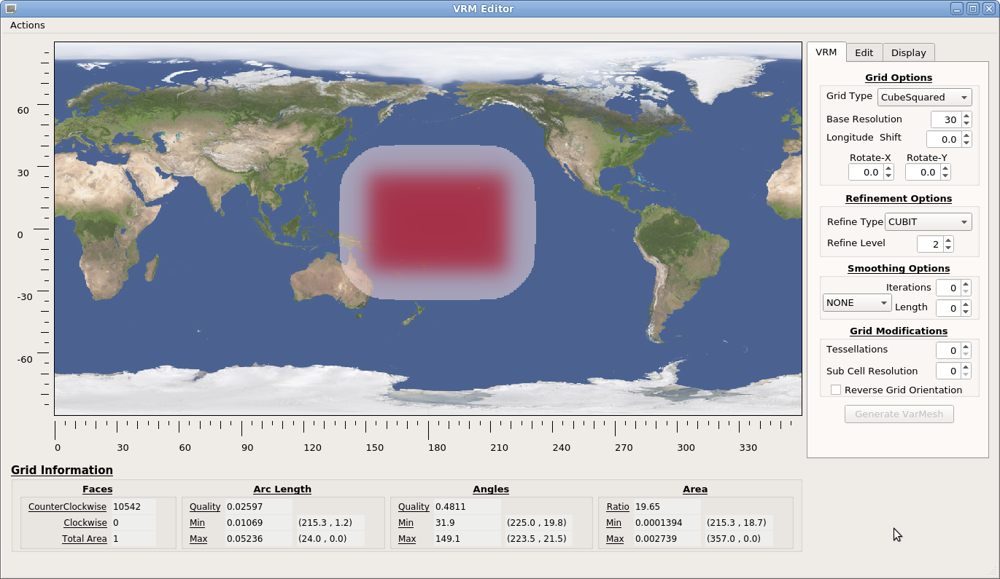 VRM Editor
Actions
VRM Edit Display
60
30
0
-30
-60
0 30 60 90 120 150 180 210 240 270 300 330
Grid Options
Grid Type CubeSquared
Base Resolution 30
Longitude Shift 0.0
Rotate-X Rotate-Y
0.0 0.0
Refinement Options
Refine Type CUBIT
Refine Level 2
Smoothing Options
Iterations 0
NONE Length 0
Grid Modifications
Tessellations 0
Sub Cell Resolution 0
Reverse Grid Orientation
Generate VarMesh
Grid Information
Faces
CounterClockwise 10542
Clockwise 0
Total Area 1
Arc Length
Quality 0.02597
Min 0.01069 (215.3 , 1.2)
Max 0.05236 (24.0 , 0.0)
Angles
Quality 0.4811
Min 31.9 (225.0 , 19.8)
Max 149.1 (223.5 , 21.5)
Area
Ratio 19.65
Min 0.0001394 (215.3 , 18.7)
Max 0.002739 (357.0 , 0.0)